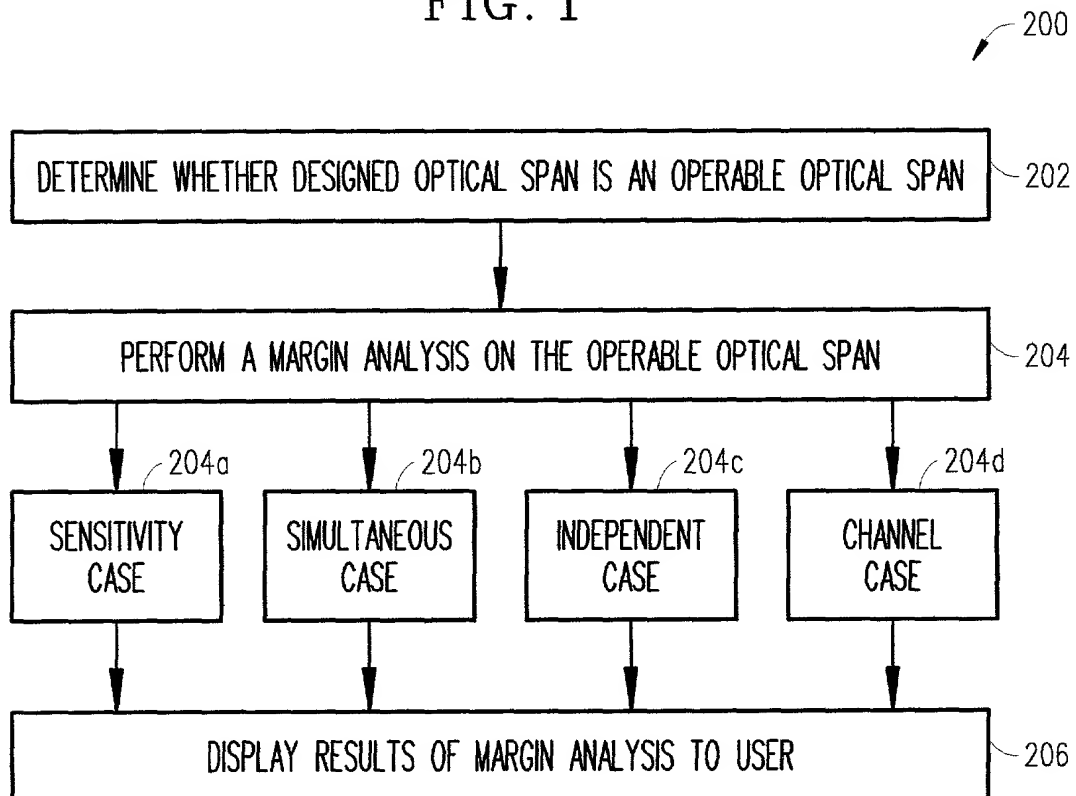 FIG. 1
200
DETERMINE WHETHER DESIGNED OPTICAL SPAN IS AN OPERABLE OPTICAL SPAN
202
PERFORM A MARGIN ANALYSIS ON THE OPERABLE OPTICAL SPAN
204
204a
204b
204c
204d
SENSITIVITY
CASE
SIMULTANEOUS
CASE
INDEPENDENT
CASE
CHANNEL
CASE
DISPLAY RESULTS OF MARGIN ANALYSIS TO USER
206